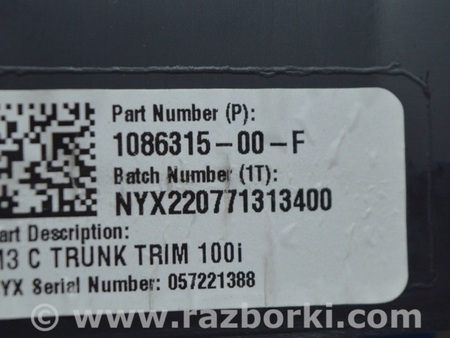 Part Number (P):
1086315-00-F
Batch Number (1T):
NYX220771313400
art Description:
M3 C TRUNK TRIM 100i
YX Serial Number: 057221388
www.razborki.com